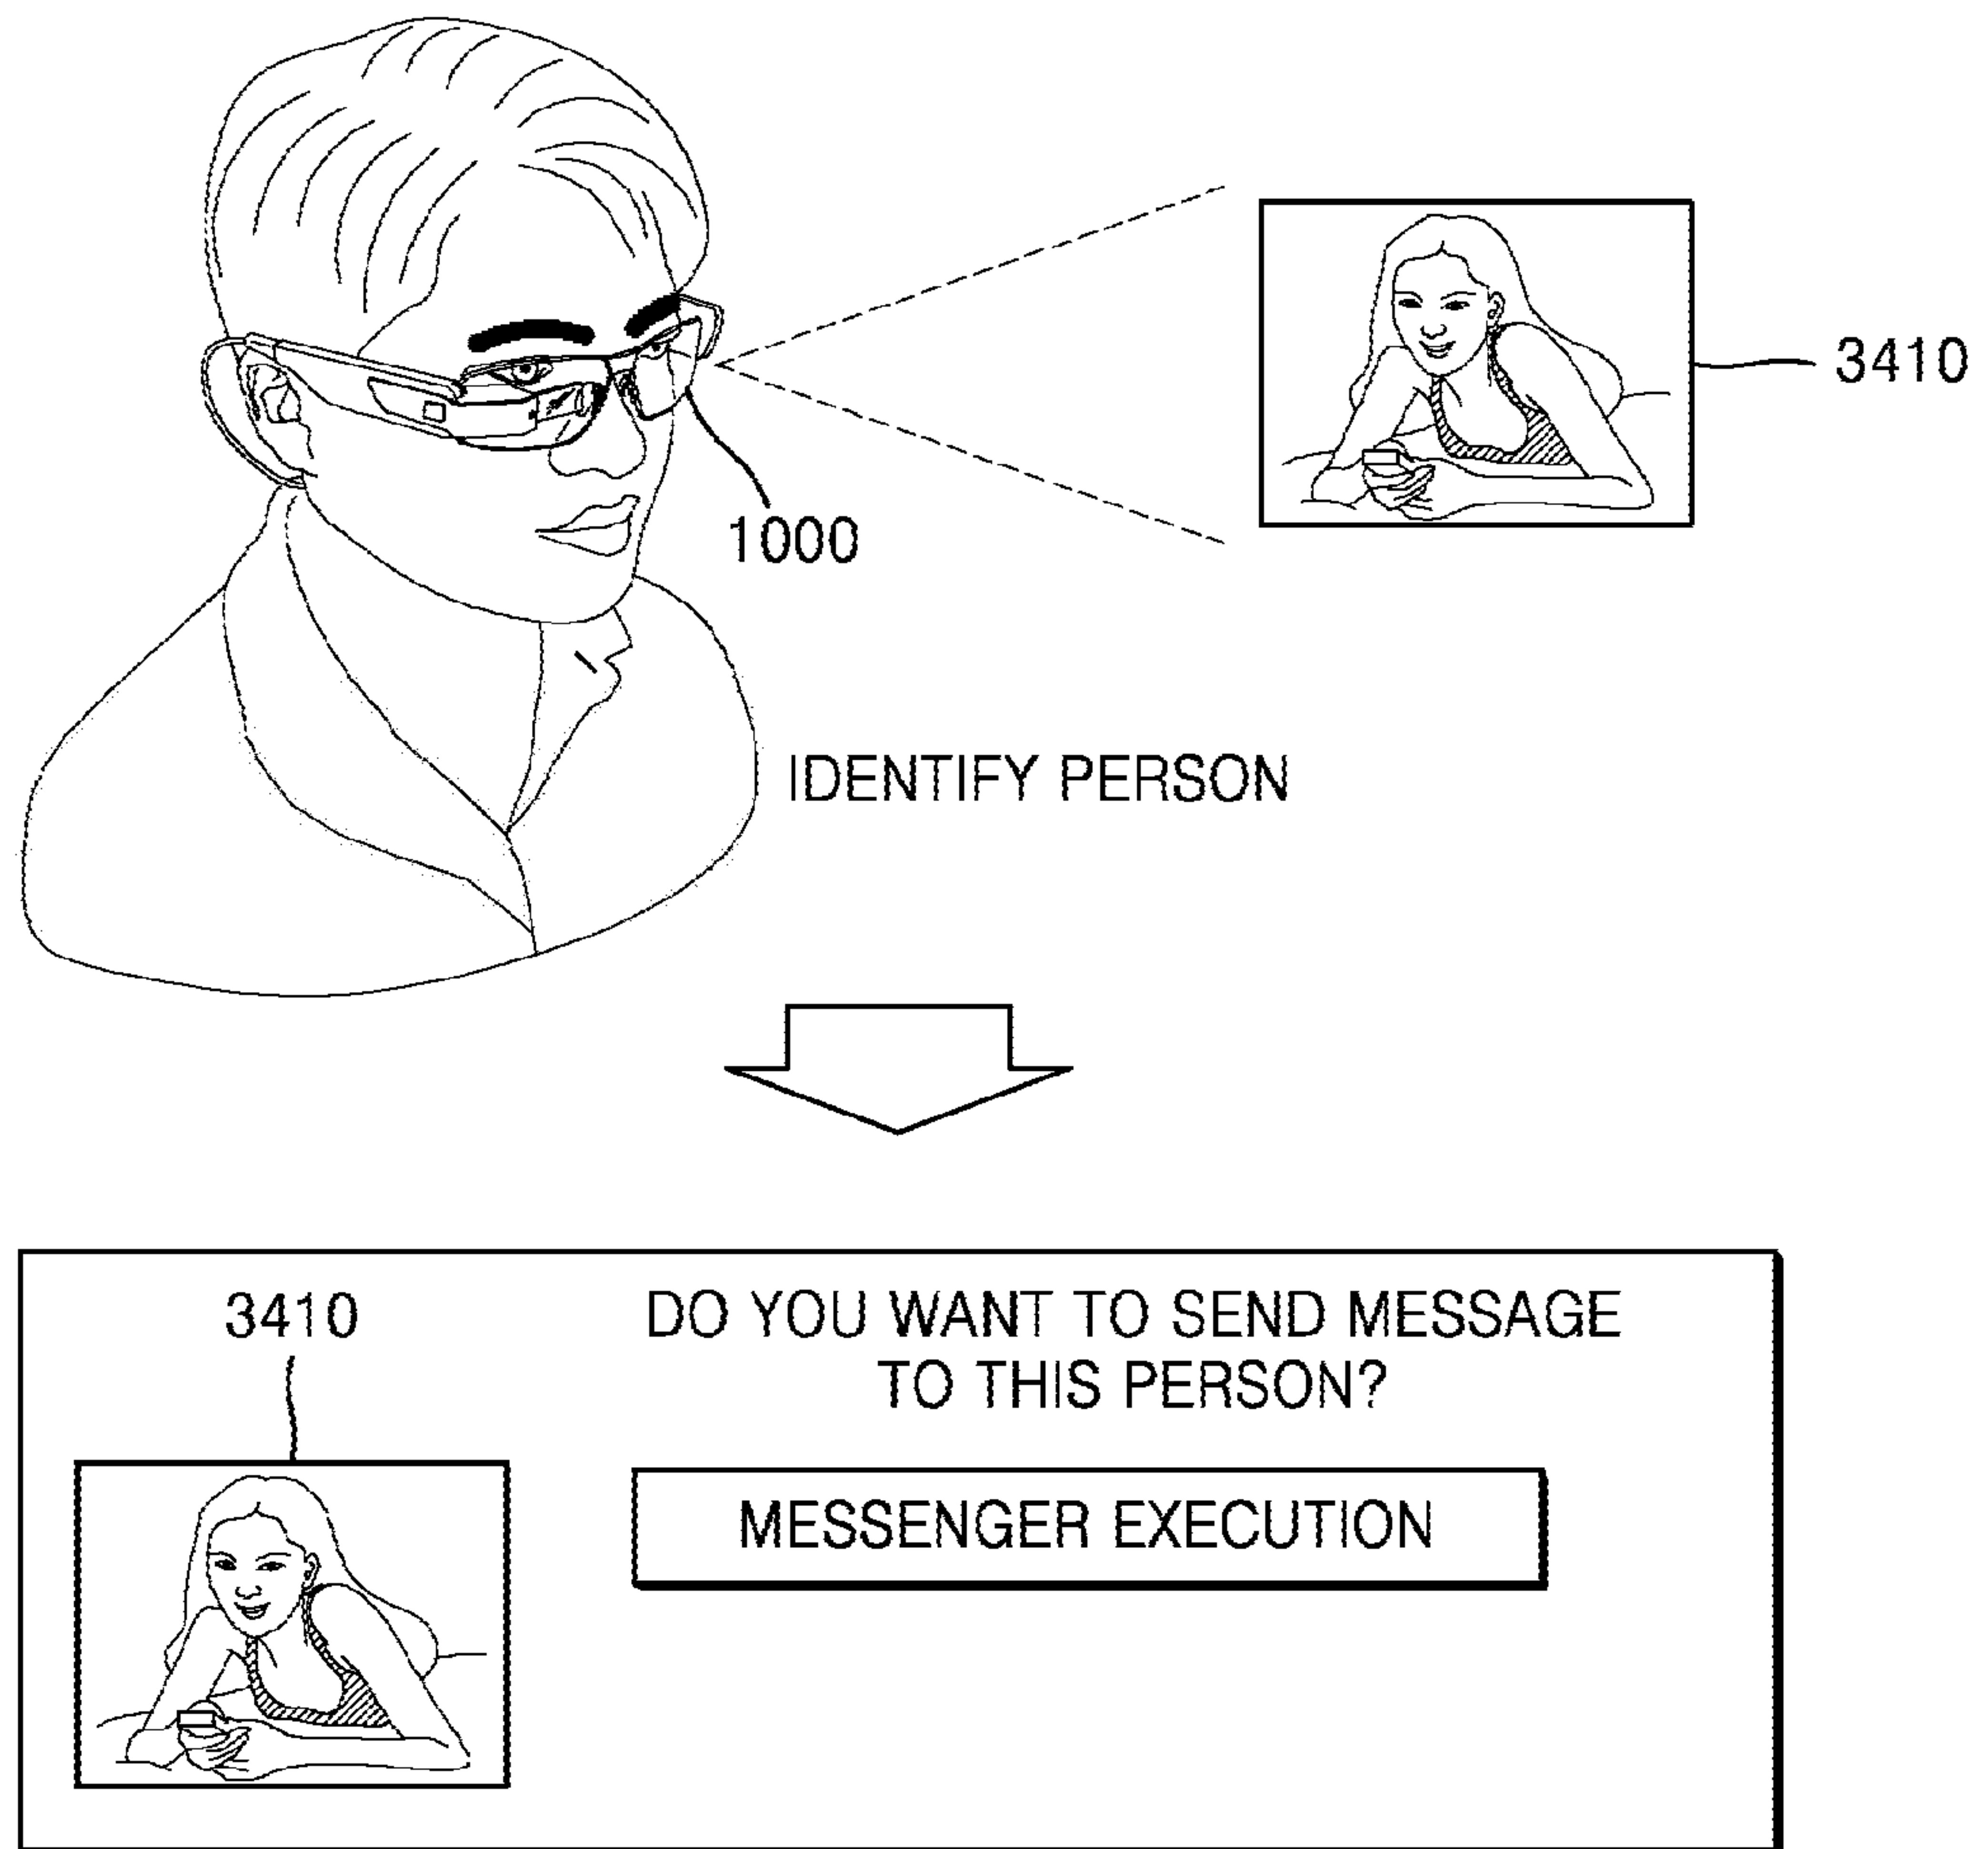 3410
1000
IDENTIFY PERSON
3410
DO YOU WANT TO SEND MESSAGE
TO THIS PERSON?
MESSENGER EXECUTION